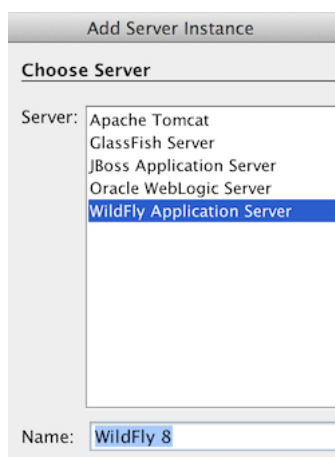 Add Server Instance
Choose Server
Server:
Apache Tomcat
GlassFish Server
JBoss Application Server
Oracle WebLogic Server
WildFly Application Server
Name: WildFly 8